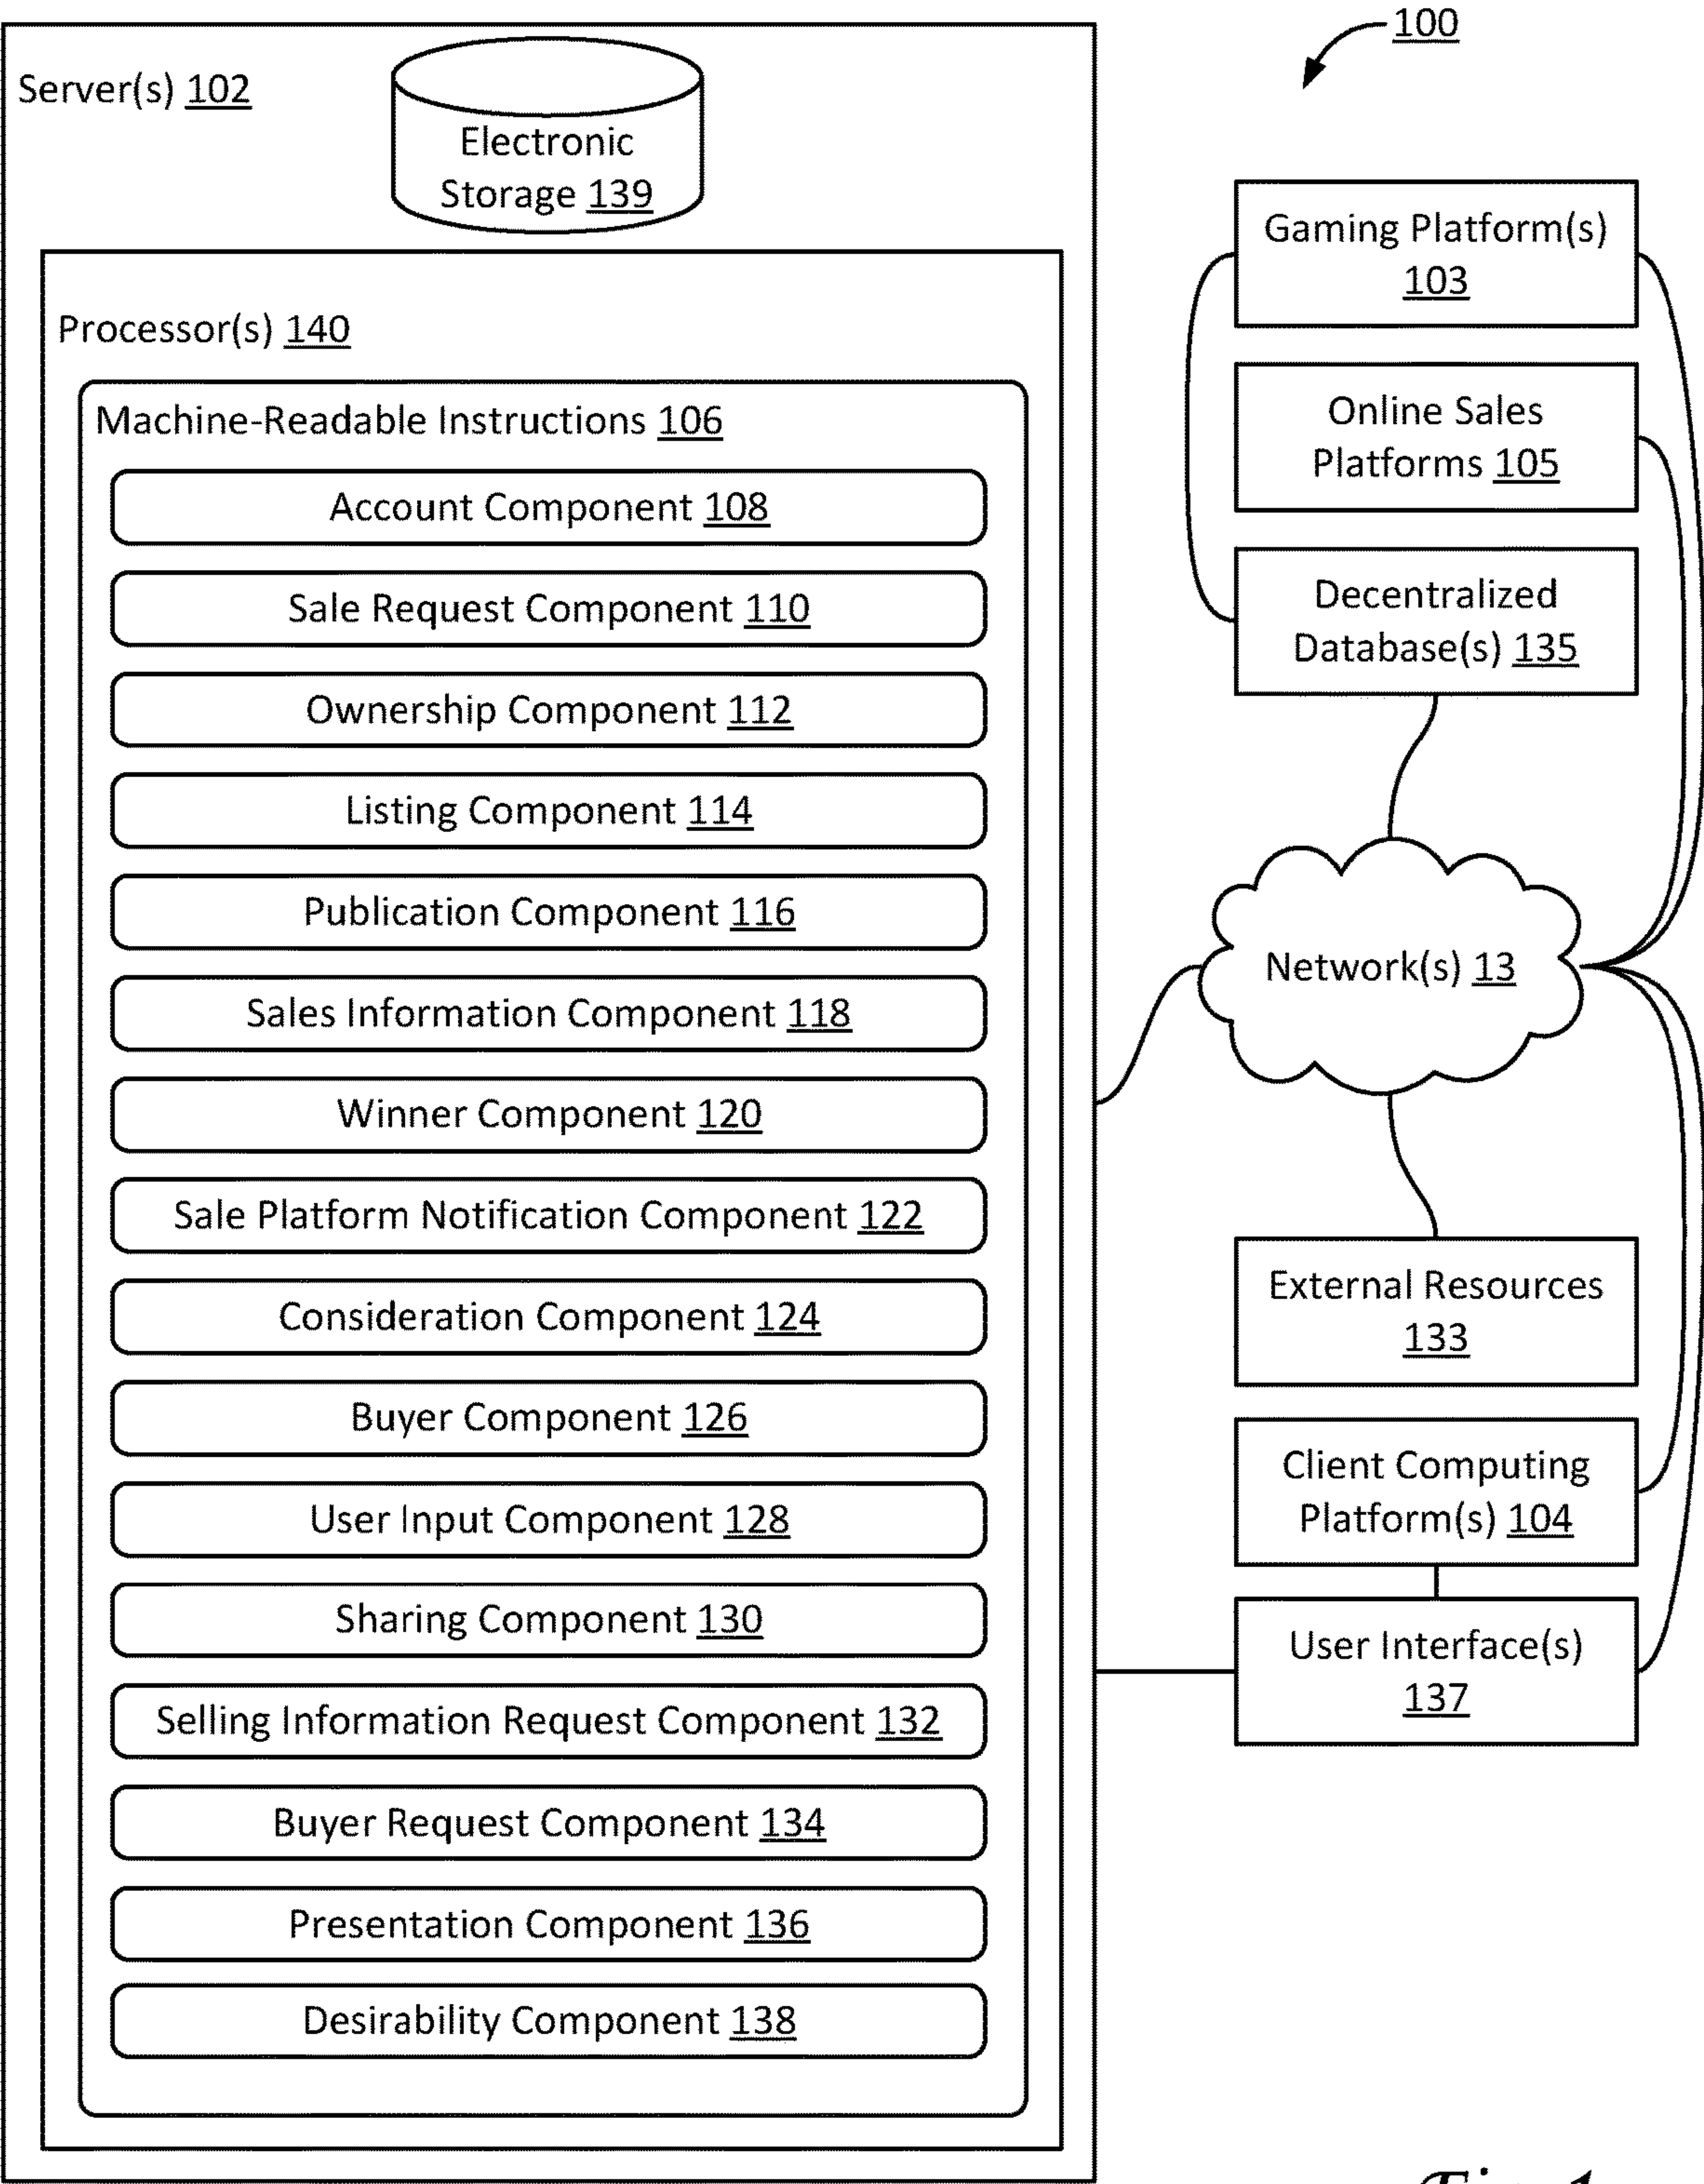 100
Server(s) 102
Electronic
Storage 139
Processor(s) 140
Machine-Readable Instructions 106
Account Component 108
Sale Request Component 110
Ownership Component 112
Listing Component 114
Publication Component 116
Sales Information Component 118
Winner Component 120
Sale Platform Notification Component 122
Consideration Component 124
Buyer Component 126
User Input Component 128
Sharing Component 130
Selling Information Request Component 132
Buyer Request Component 134
Presentation Component 136
Desirability Component 138
Gaming Platform(s)
103
Online Sales
Platforms 105
Decentralized
Database(s) 135
Network(s) 13
External Resources
133
Client Computing
Platform(s) 104
User Interface(s)
137